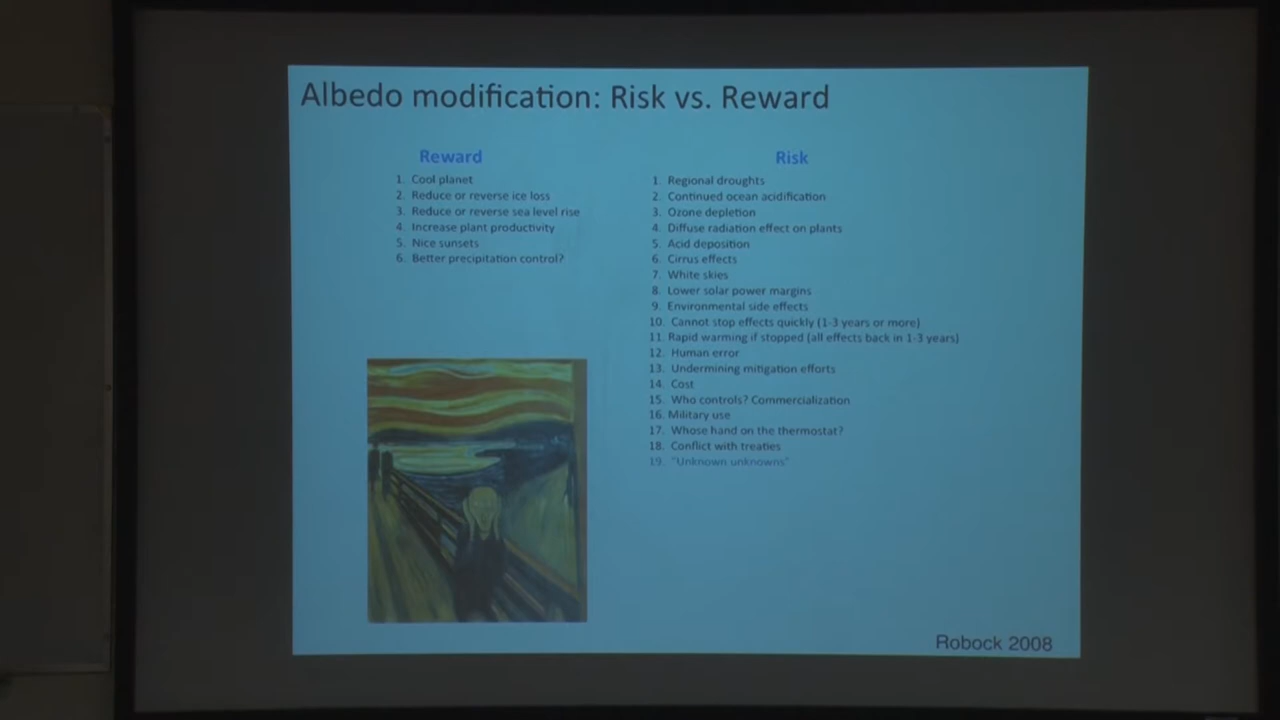 Albedo modification: Risk vs. Reward
Reward
1. Cool planet
2. Reduce or reverse ice loss
3. Reduce or reverse sea level rise
4. Increase plant productivity
5. Nice sunsets
6. Better precipitation control?
Risk
1. Regional droughts
2. Continued ocean acidification
3. Ozone depletion
4. Diffuse radiation effect on plants
5. Acid deposition
6. Cirrus effects
7. White skies
8. Lower solar power margins
9. Environmental side effects
10. Cannot stop effects quickly (1-3 years or more)
11. Rapid warming if stopped (all effects back in 1-3 years)
12. Human error
13. Undermining mitigation efforts
14. Cost
15. Who controls? Commercialization
16. Military use
17. Whose hand on the thermostat?
18. Conflict with treaties
19. "Unknown unknowns"
Robock 2008